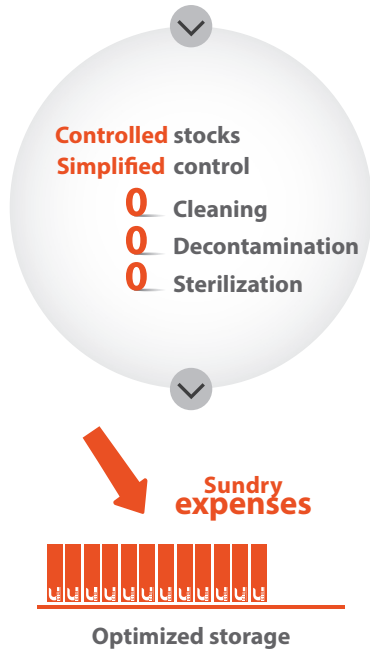 Controlled stocks
Simplified control
0 Cleaning
0 Decontamination
0 Sterilization
Sundry
expenses
Optimized storage